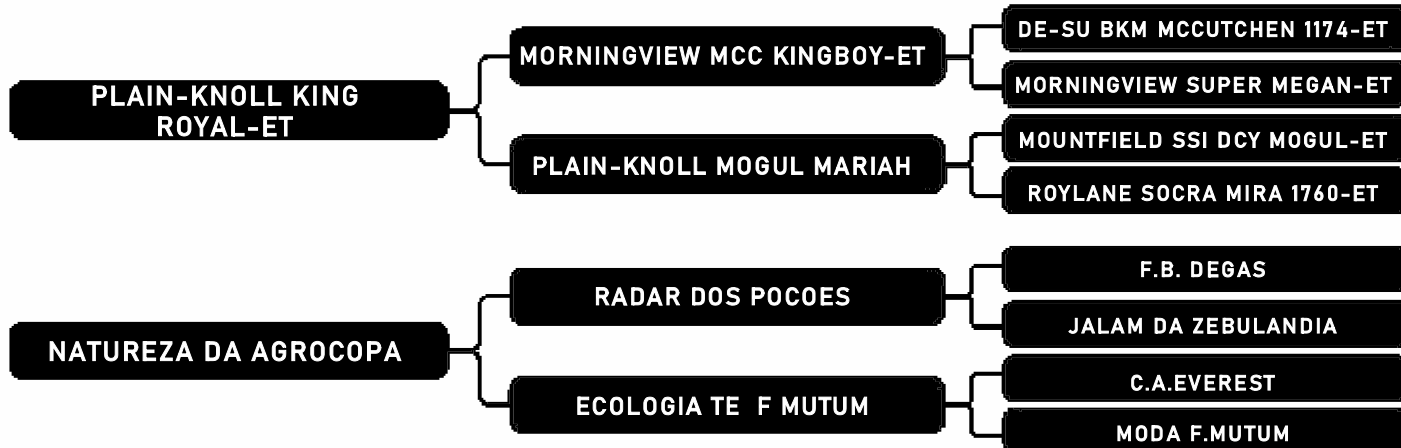 PLAIN-KNOLL KING
ROYAL-ET
MORNINGVIEW MCC KINGBOY-ET
DE-SU BKM MCCUTCHEN 1174-ET
MORNINGVIEW SUPER MEGAN-ET
PLAIN-KNOLL MOGUL MARIAH
MOUNTFIELD SSI DCY MOGUL-ET
ROYLANE SOCRA MIRA 1760-ET
NATUREZA DA AGROCOPA
RADAR DOS POCOES
F.B. DEGAS
JALAM DA ZEBULANDIA
ECOLOGIA TE F MUTUM
C.A.EVEREST
MODA F.MUTUM